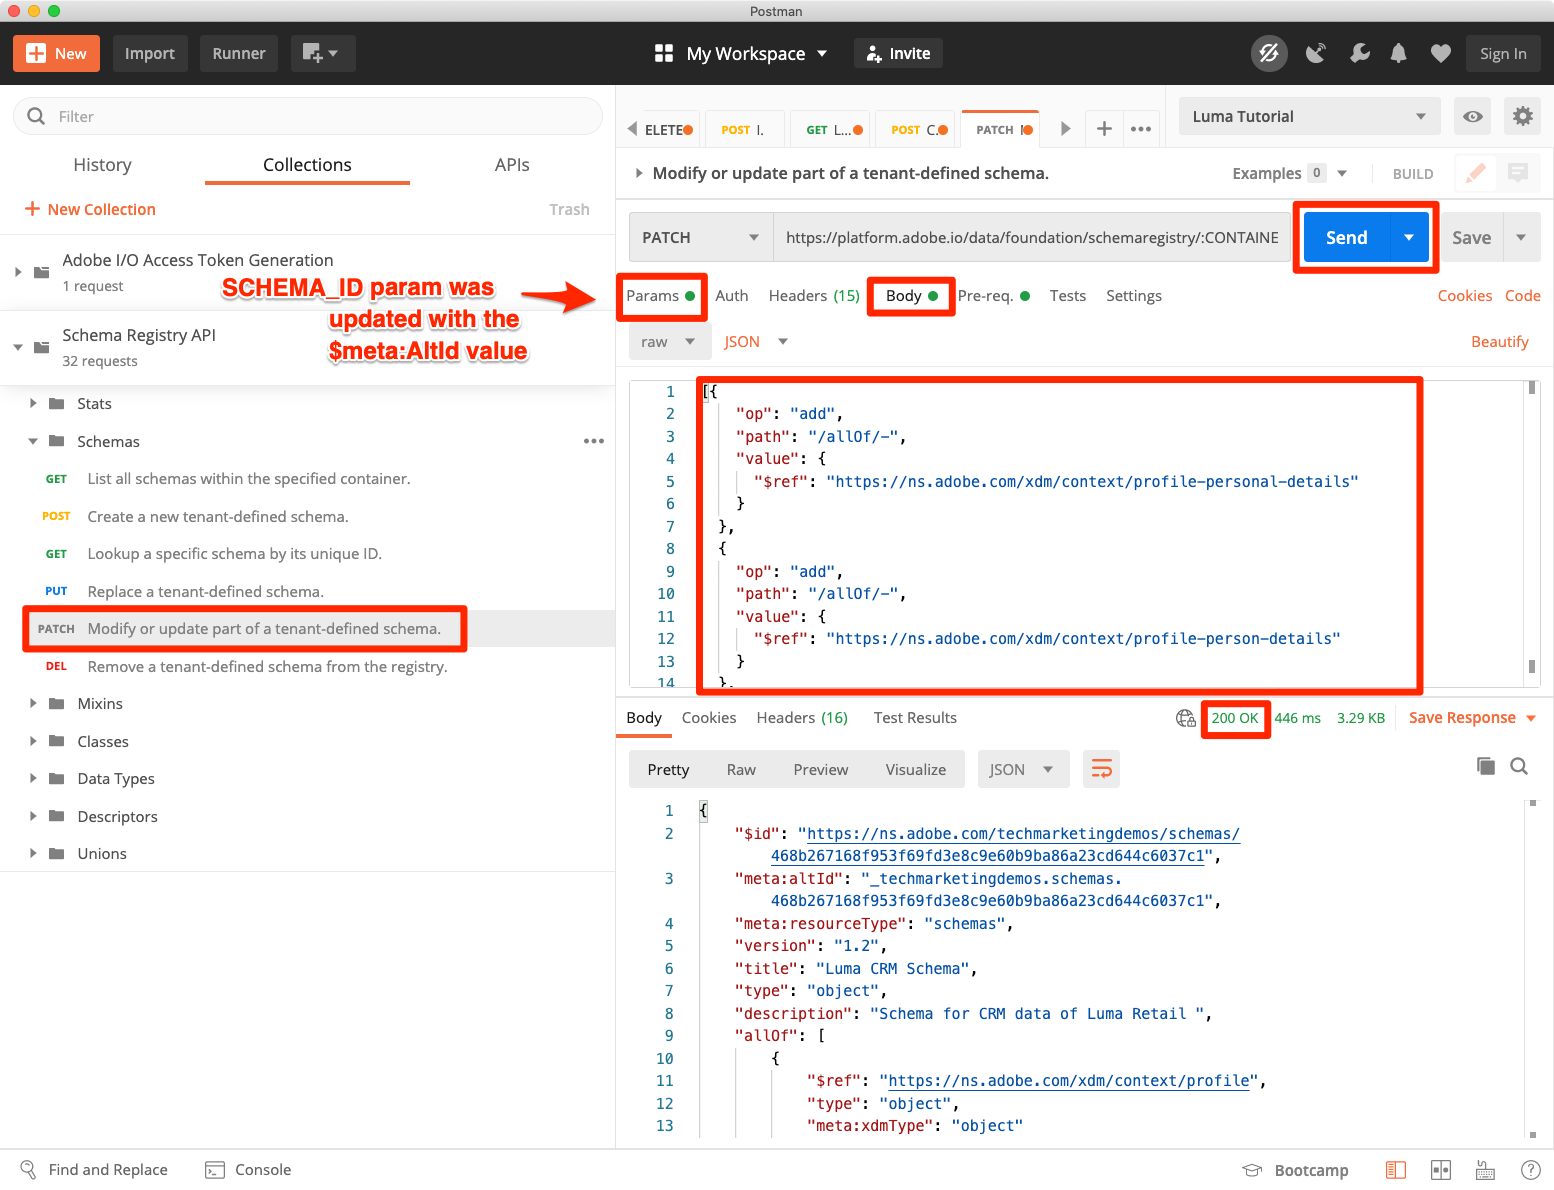 Postman
New
Import
Runner
My Workspace
Invite
Sign In
Filter
History
Collections
APIs
New Collection
Trash
Adobe I/O Access Token Generation
1 request
Schema Registry API
32 requests
Stats
Schemas
GET List all schemas within the specified container.
POST Create a new tenant-defined schema.
GET Lookup a specific schema by its unique ID.
PUT Replace a tenant-defined schema.
PATCH Modify or update part of a tenant-defined schema.
DEL Remove a tenant-defined schema from the registry.
Mixins
Classes
Data Types
Descriptors
Unions
SCHEMA_ID param was
updated with the
$meta:AltId value
ELETE
POST I.
GET L...
POST C.
PATCH
Luma Tutorial
Modify or update part of a tenant-defined schema.
Examples 0
BUILD
PATCH
https://platform.adobe.io/data/foundation/schemaregistry/:CONTAINE
Send
Save
Params
Auth
Headers (15)
Body
Pre-req.
Tests
Settings
Cookies
Code
raw
JSON
Beautify
1 [{
2 "op": "add",
3 "path": "/allOf/-",
4 "value": {
5 "$ref": "https://ns.adobe.com/xdm/context/profile-personal-details"
6 }
7 },
8 {
9 "op": "add",
10 "path": "/allOf/-",
11 "value": {
12 "$ref": "https://ns.adobe.com/xdm/context/profile-person-details"
13 }
14 },
Body
Cookies
Headers (16)
Test Results
200 OK
446 ms
3.29 KB
Save Response
Pretty
Raw
Preview
Visualize
JSON
1 {
2 "$id": "https://ns.adobe.com/techmarketingdemos/schemas/
468b267168f953f69fd3e8c9e60b9ba86a23cd644c6037c1",
3 "meta:altId": "_techmarketingdemos.schemas.
468b267168f953f69fd3e8c9e60b9ba86a23cd644c6037c1",
4 "meta:resourceType": "schemas",
5 "version": "1.2",
6 "title": "Luma CRM Schema",
7 "type": "object",
8 "description": "Schema for CRM data of Luma Retail ",
9 "allOf": [
10 {
11 "$ref": "https://ns.adobe.com/xdm/context/profile",
12 "type": "object",
13 "meta:xdmType": "object"
Find and Replace
Console
Bootcamp